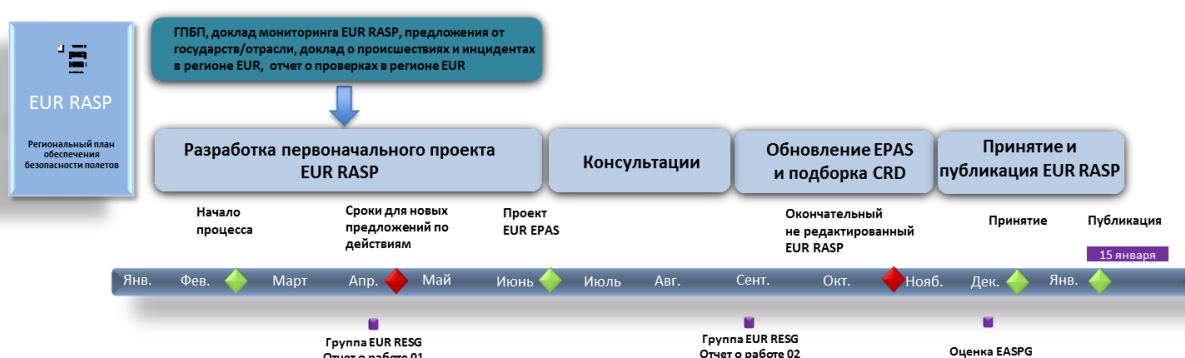 ГПБП, доклад мониторинга EUR RASP, предложения от
государств/отрасли, доклад о происшествиях и инцидентах
в регионе EUR, отчет о проверках в регионе EUR
EUR RASP
Региональный план
обеспечения
безопасности полетов
Разработка первоначального проекта
EUR RASP
Консультации
Обновление EPAS
и подборка CRD
Принятие и
публикация EUR RASP
Начало
процесса
Сроки для новых
предложений по
действиям
Проект
EUR EPAS
Окончательный
не редактированный
EUR RASP
Принятие
Публикация
15 января
Янв.
Фев.
Март
Апр.
Май
Июнь
Июль
Авг.
Сент.
Окт.
Нояб.
Дек.
Янв.
Группа EUR RESG
Отчет о работе 01
Группа EUR RESG
Отчет о работе 02
Оценка EASPG